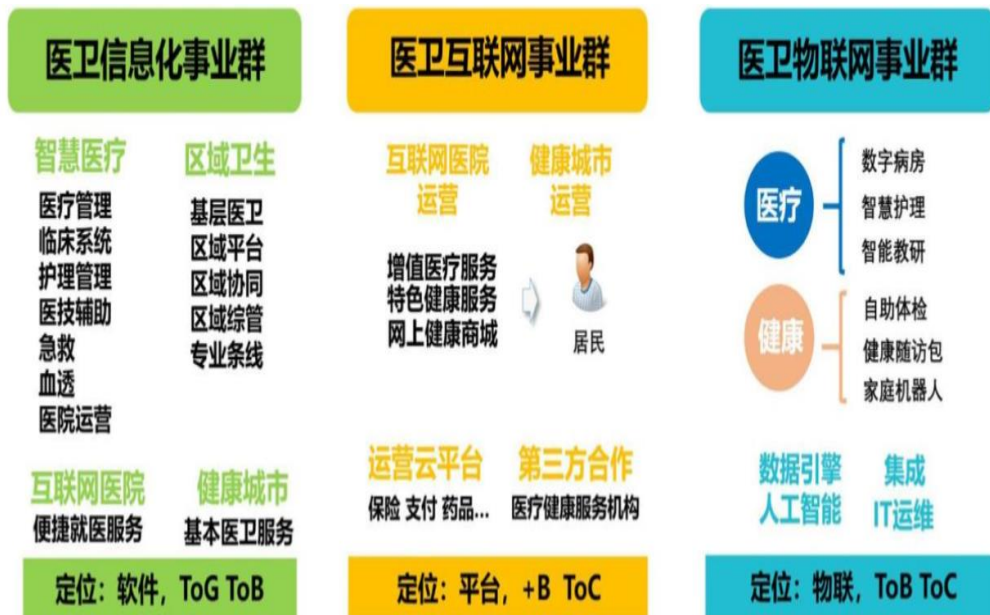 医卫信息化事业群
智慧医疗
医疗管理
临床系统
护理管理
医技辅助
急救
血透
医院运营
区域卫生
基层医卫
区域平台
区域协同
区域综管
专业条线
互联网医院
便捷就医服务
健康城市
基本医卫服务
定位：软件，ToG ToB
医卫互联网事业群
互联网医院
运营
健康城市
运营
增值医疗服务
特色健康服务
网上健康商城
居民
运营云平台
保险 支付 药品...
第三方合作
医疗健康服务机构
定位：平台，+B ToC
医卫物联网事业群
医疗
数字病房
智慧护理
智能教研
健康
自助体检
健康随访包
家庭机器人
数据引擎
人工智能
集成
IT运维
定位：物联，ToB ToC